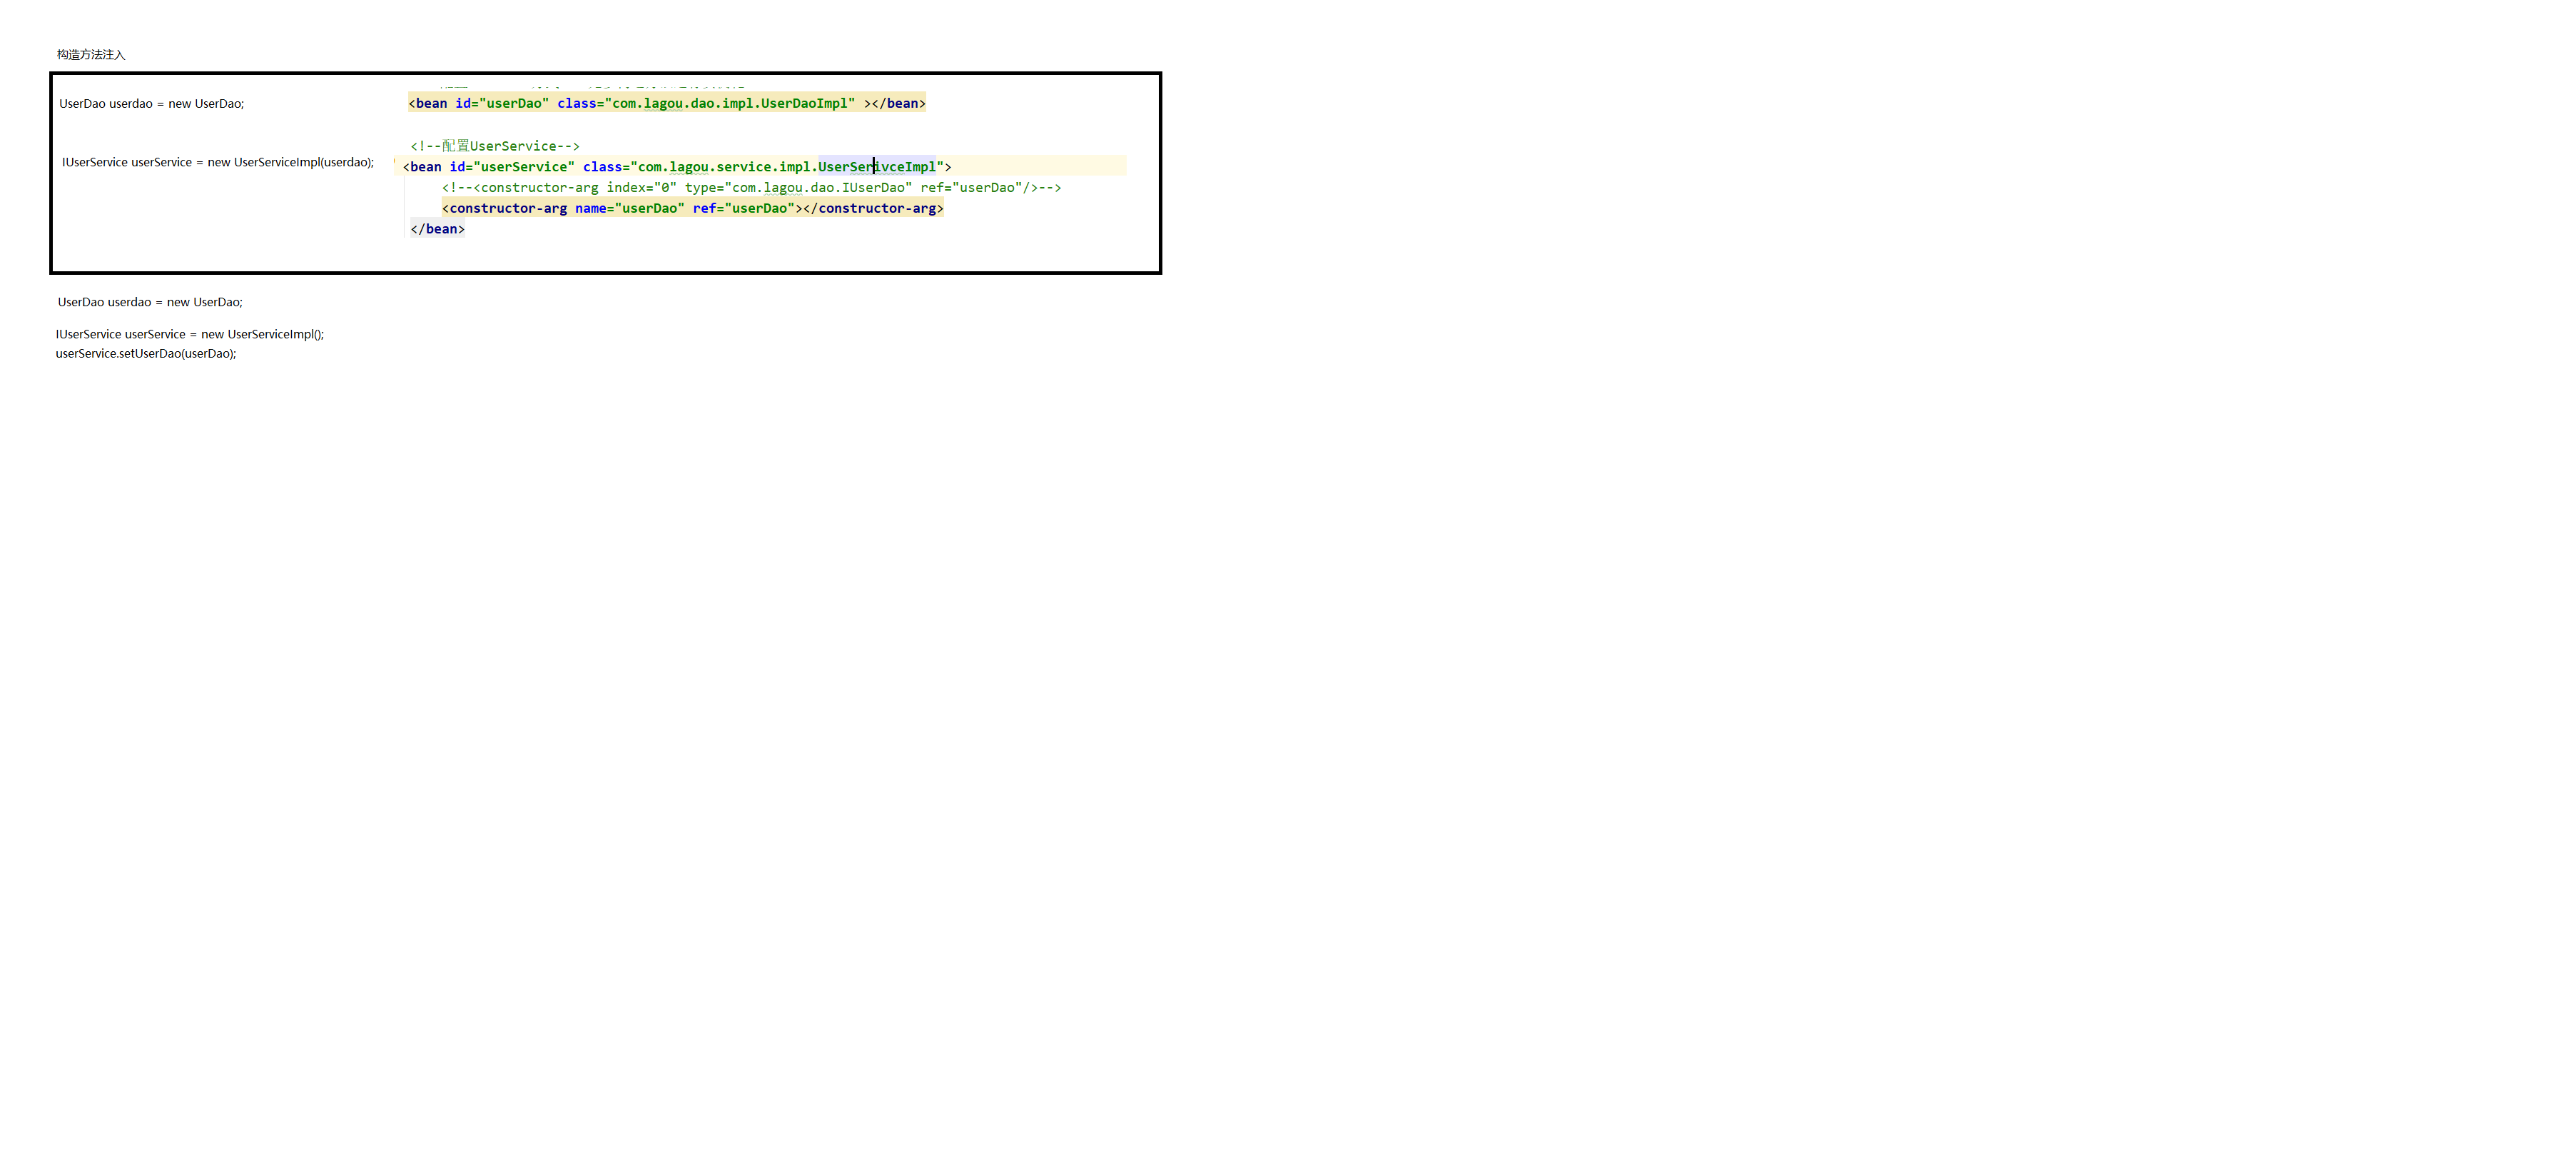 构造方法注入
UserDao userdao = new UserDao;
<bean id="userDao" class="com.lagou.dao.impl.UserDaoImpl" ></bean>
<!--配置UserService-->
IUserService userService = new UserServiceImpl(userdao);
<bean id="userService" class="com.lagou.service.impl.UserSerivceImpl">
<!--<constructor-arg index="0" type="com.lagou.dao.IUserDao" ref="userDao"/>-->
<constructor-arg name="userDao" ref="userDao"></constructor-arg>
</bean>
UserDao userdao = new UserDao;
IUserService userService = new UserServiceImpl();
userService.setUserDao(userDao);